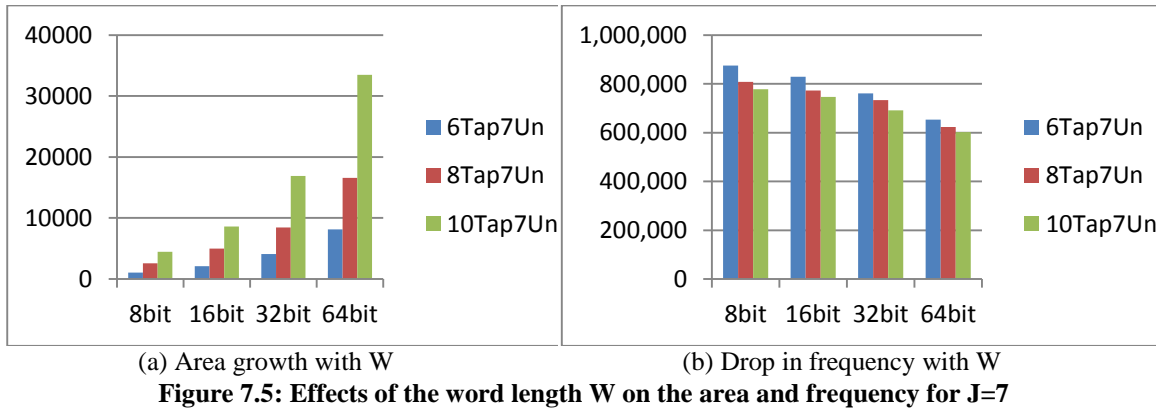 40000
30000
20000
10000
0
8bit 16bit 32bit 64bit
6Tap7Un
8Tap7Un
10Tap7Un
1,000,000
800,000
600,000
400,000
200,000
0
8bit 16bit 32bit 64bit
6Tap7Un
8Tap7Un
10Tap7Un
(a) Area growth with W
(b) Drop in frequency with W
Figure 7.5: Effects of the word length W on the area and frequency for J=7